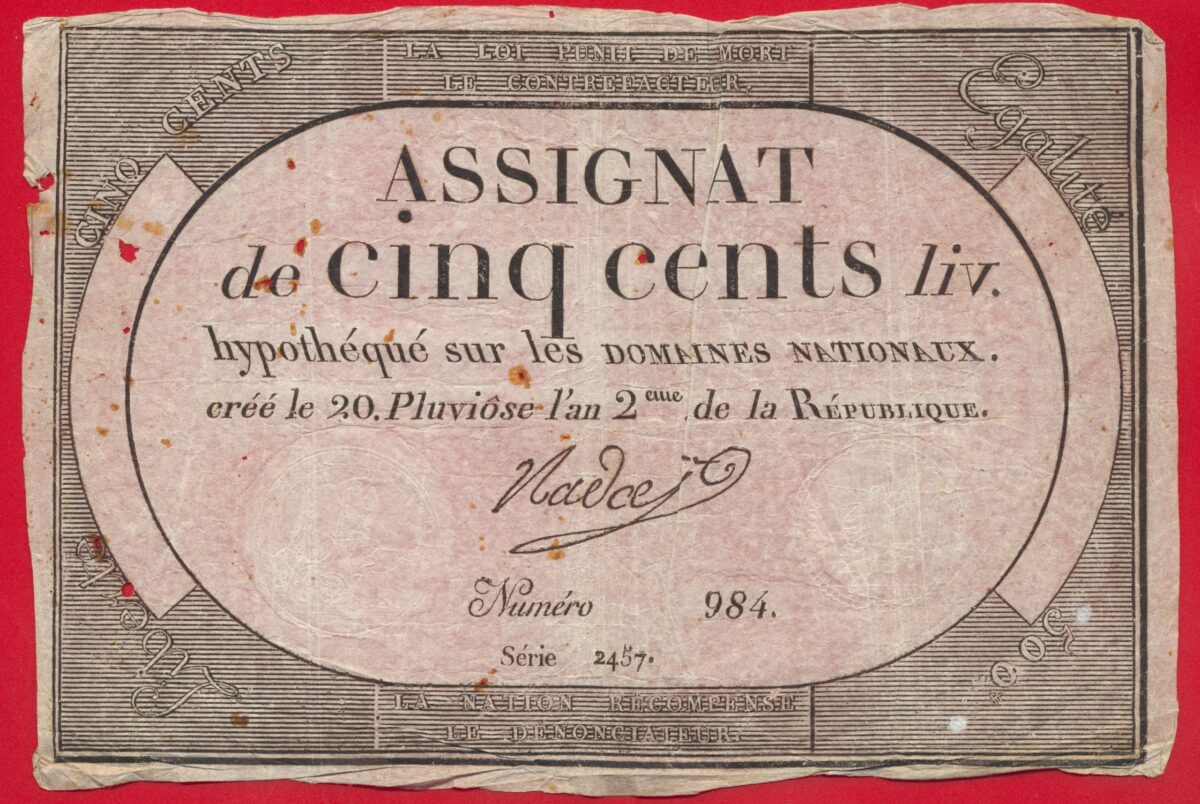 LA LOI PUNIT DE MORT
LE CONTREFACTEUR.
CINQ CENTS
Egalité
ASSIGNAT
de cinq cents liv.
hypothéqué sur les DOMAINES NATIONAUX.
créé le 20. Pluviôse l'an 2eme de la RÉPUBLIQUE.
Numéro 984.
Série 2457.
Liberté
500.
LA NATION RECOMPENSE
LE DÉNONCIATEUR.